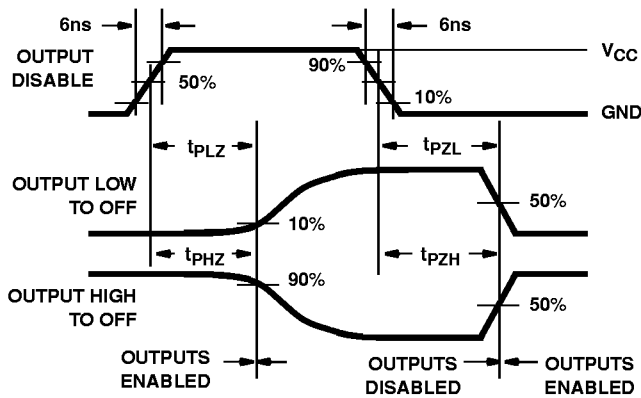 6ns
6ns
OUTPUT
DISABLE
90%
50%
10%
VCC
GND
tPLZ
tPZL
OUTPUT LOW
TO OFF
10%
50%
tPHZ
tPZH
90%
OUTPUT HIGH
TO OFF
50%
OUTPUTS
ENABLED
OUTPUTS
DISABLED
OUTPUTS
ENABLED